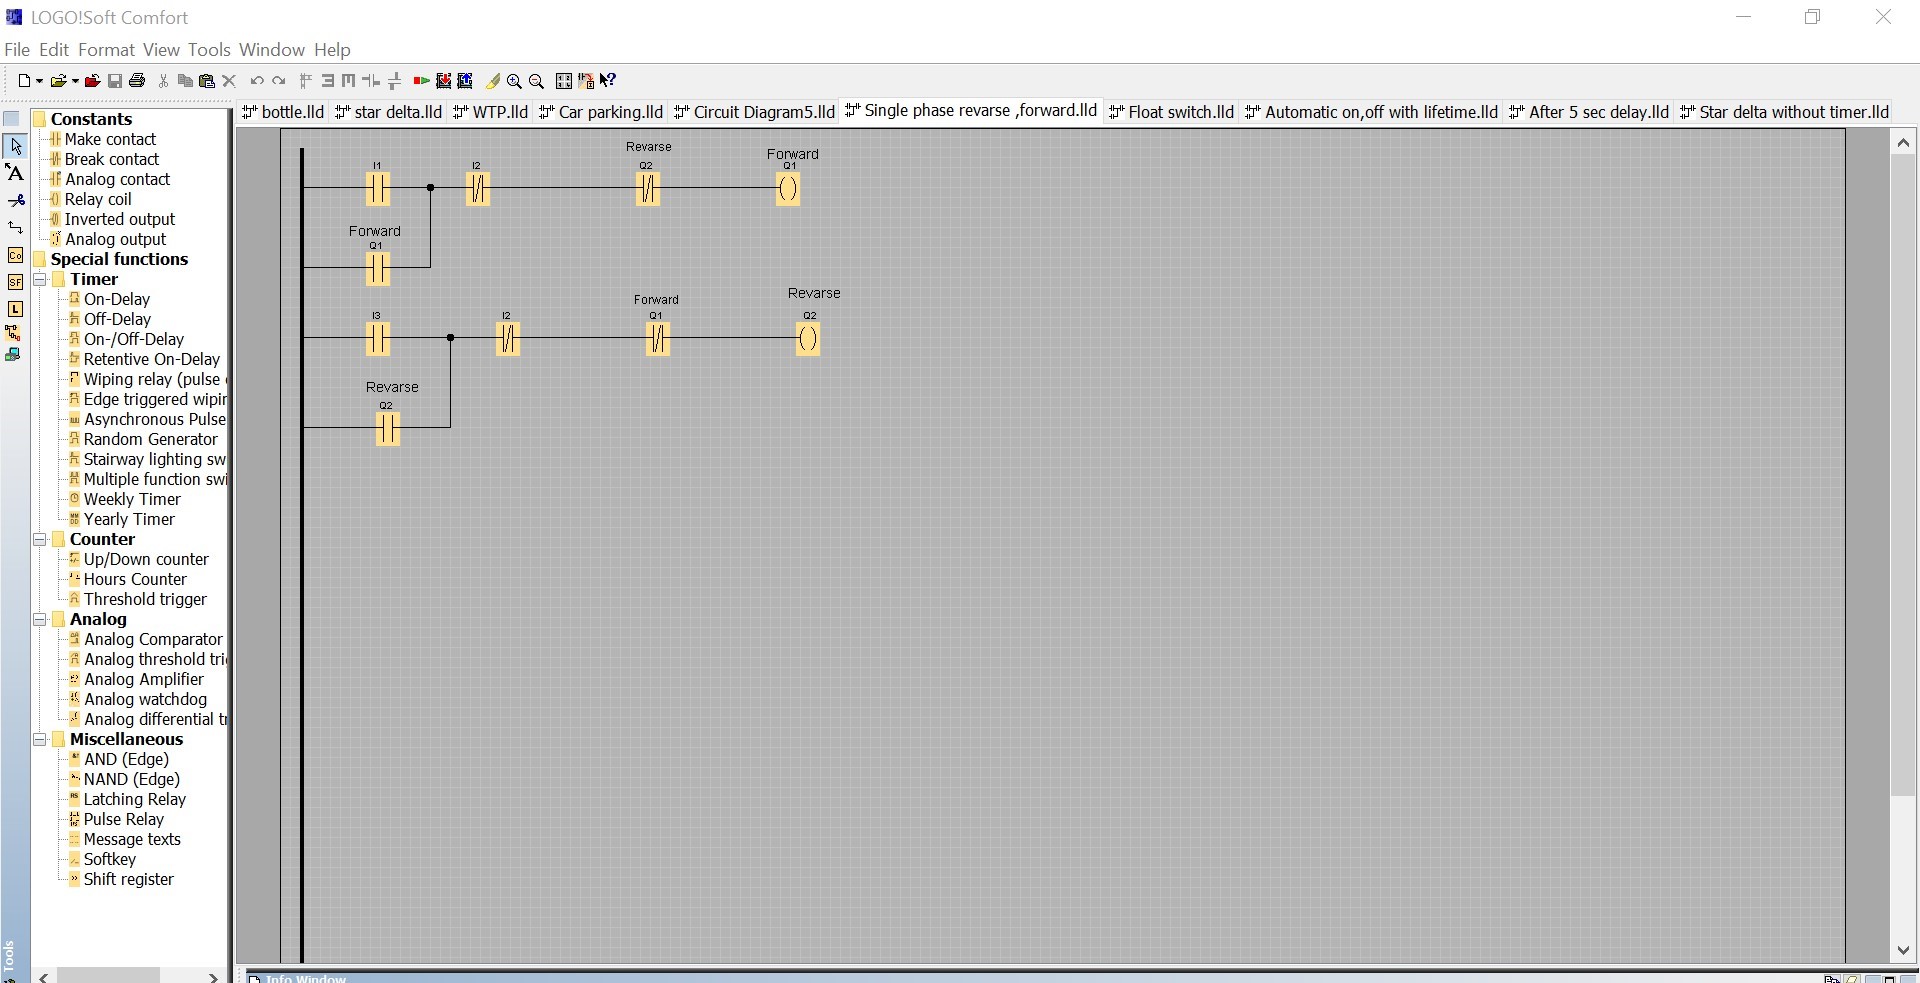 LOGO!Soft Comfort
File Edit Format View Tools Window Help
bottle.lld star delta.lld WTP.lld Car parking.lld Circuit Diagram5.lld Single phase revarse ,forward.lld Float switch.lld Automatic on,off with lifetime.lld After 5 sec delay.lld Star delta without timer.lld
Constants
Make contact
Break contact
Analog contact
Relay coil
Inverted output
Analog output
Special functions
Timer
On-Delay
Off-Delay
On-/Off-Delay
Retentive On-Delay
Wiping relay (pulse
Edge triggered wipin
Asynchronous Pulse
Random Generator
Stairway lighting sw
Multiple function swi
Weekly Timer
Yearly Timer
Counter
Up/Down counter
Hours Counter
Threshold trigger
Analog
Analog Comparator
Analog threshold tri
Analog Amplifier
Analog watchdog
Analog differential t
Miscellaneous
AND (Edge)
NAND (Edge)
Latching Relay
Pulse Relay
Message texts
Softkey
Shift register
A
Co
SF
L
Tools
Revarse
Forward
I1 I2 Q2 Q1
Forward
Q1
Revarse
Forward
I3 I2 Q1 Q2
Revarse
Q2
Info Window